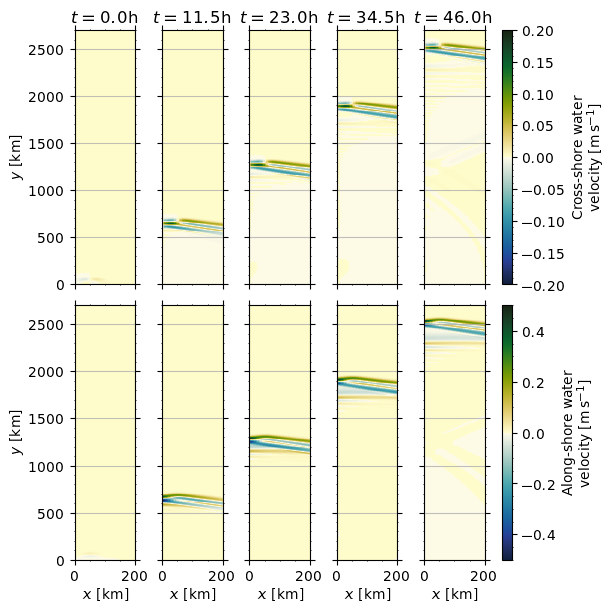 t = 0.0h t = 11.5h t = 23.0h t = 34.5h t = 46.0h
2500
2000
1500
1000
500
0
y [km]
0.20
0.15
0.10
0.05
0.00
−0.05
−0.10
−0.15
−0.20
Cross-shore water
velocity [m s⁻¹]
2500
2000
1500
1000
500
0
y [km]
0.4
0.2
0.0
−0.2
−0.4
Along-shore water
velocity [m s⁻¹]
0 200 0 200 0 200 0 200 0 200
x [km] x [km] x [km] x [km] x [km]